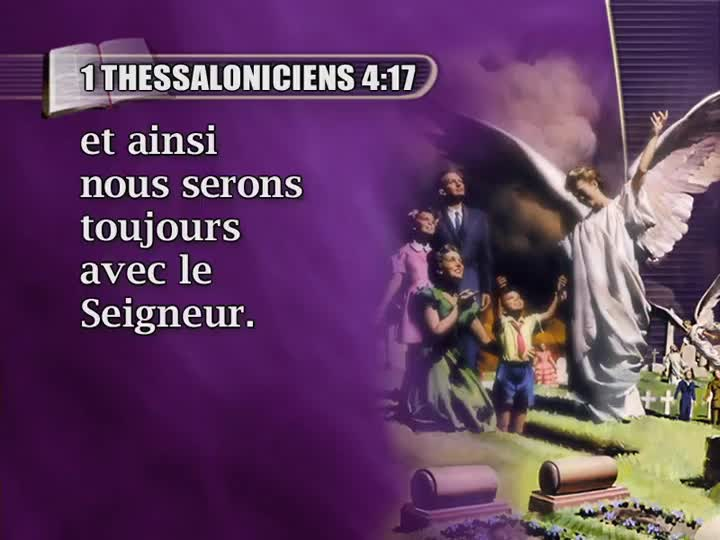 1 THESSALONICIENS 4:17
et ainsi
nous serons
toujours
avec le
Seigneur.